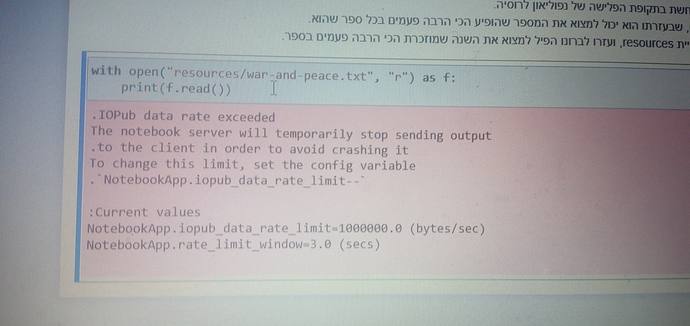 חשת בתקופת הפלישה של נפוליאון לרוסיה.
, שבעזרתו הוא יכול למצוא את המספר שהופיע הכי הרבה פעמים בכל ספר שהוא.
יית resources, ועזרו לברונו הפיל למצוא את השנה שמוזכרת הכי הרבה פעמים בספר.
with open("resources/war-and-peace.txt", "r") as f:
print(f.read())
.IOPub data rate exceeded
The notebook server will temporarily stop sending output
.to the client in order to avoid crashing it
To change this limit, set the config variable
.`NotebookApp.iopub_data_rate_limit--`
:Current values
NotebookApp.iopub_data_rate_limit=1000000.0 (bytes/sec)
NotebookApp.rate_limit_window=3.0 (secs)